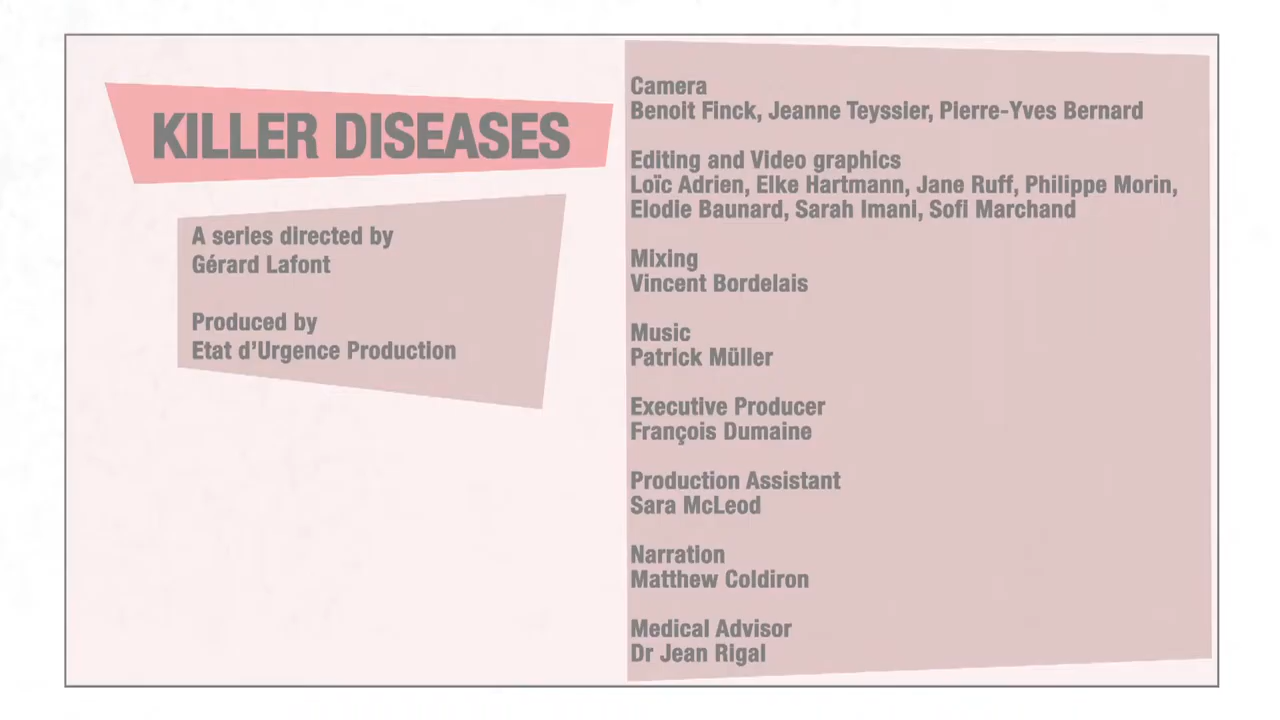 KILLER DISEASES
A series directed by
Gérard Lafont
Produced by
Etat d’Urgence Production
Camera
Benoit Finck, Jeanne Teyssier, Pierre-Yves Bernard
Editing and Video graphics
Loïc Adrien, Elke Hartmann, Jane Ruff, Philippe Morin,
Elodie Baunard, Sarah Imani, Sofi Marchand
Mixing
Vincent Bordelais
Music
Patrick Müller
Executive Producer
François Dumaine
Production Assistant
Sara McLeod
Narration
Matthew Coldiron
Medical Advisor
Dr Jean Rigal